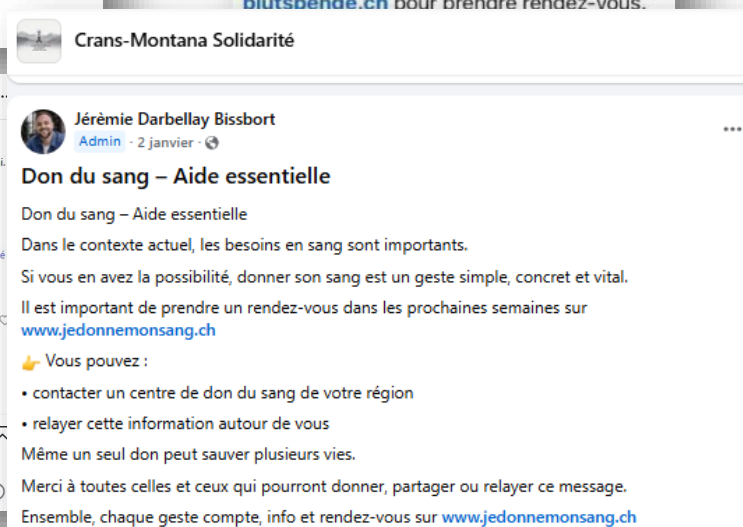 blutspende.ch pour prendre rendez-vous.
Crans-Montana Solidarité
Jérèmie Darbellay Bissbort
Admin · 2 janvier ·
Don du sang – Aide essentielle
Don du sang – Aide essentielle
Dans le contexte actuel, les besoins en sang sont importants.
Si vous en avez la possibilité, donner son sang est un geste simple, concret et vital.
Il est important de prendre un rendez-vous dans les prochaines semaines sur
www.jedonnemonsang.ch
👉 Vous pouvez :
• contacter un centre de don du sang de votre région
• relayer cette information autour de vous
Même un seul don peut sauver plusieurs vies.
Merci à toutes celles et ceux qui pourront donner, partager ou relayer ce message.
Ensemble, chaque geste compte, info et rendez-vous sur www.jedonnemonsang.ch